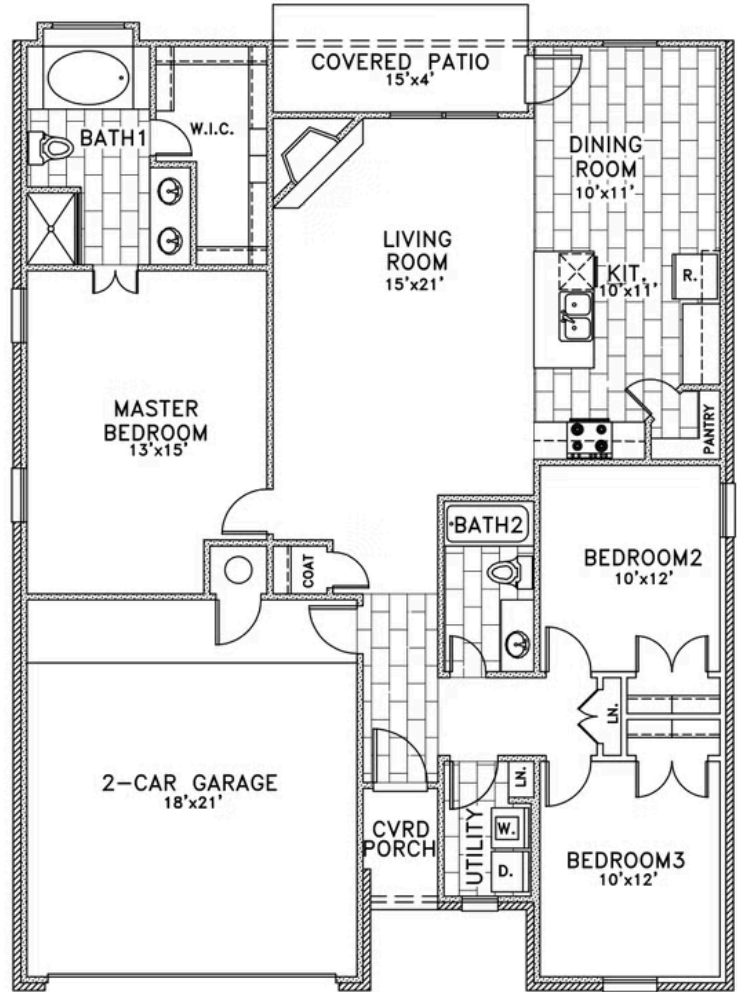 COVERED PATIO
15'x4'
BATH1
W.I.C.
DINING
ROOM
10'x11'
LIVING
ROOM
15'x21'
KIT.
10'x11'
R.
MASTER
BEDROOM
13'x15'
PANTRY
BATH2
COAT
BEDROOM2
10'x12'
LN.
2-CAR GARAGE
18'x21'
LN.
CVRD
PORCH
UTILITY
W.
D.
BEDROOM3
10'x12'